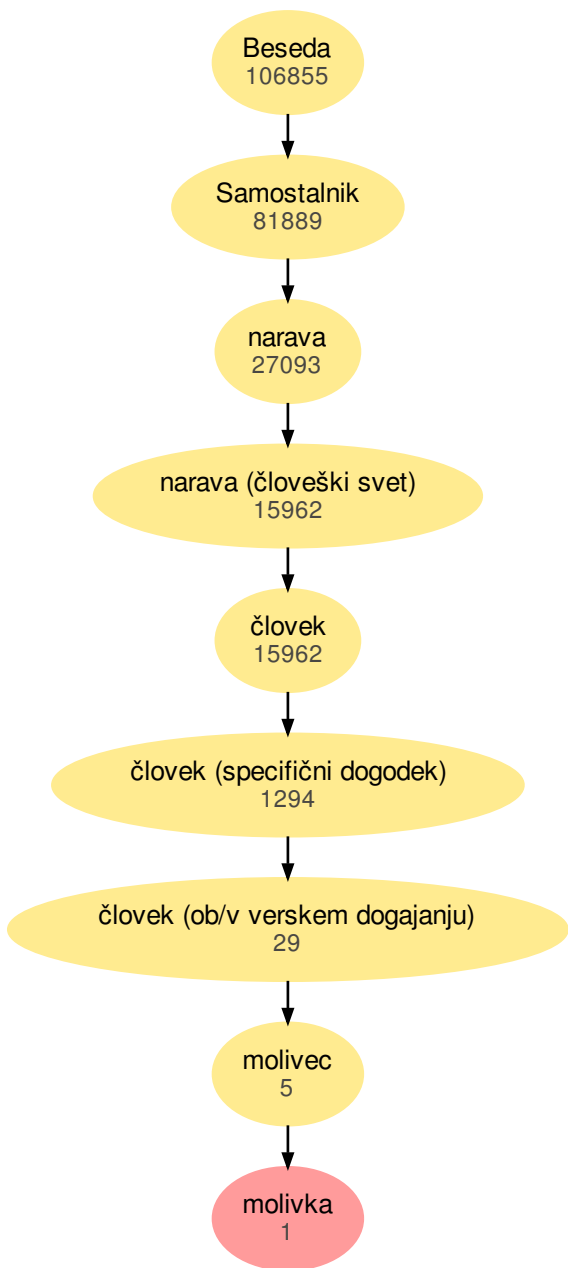 Beseda
106855
Samostalnik
81889
narava
27093
narava (človeški svet)
15962
človek
15962
človek (specifični dogodek)
1294
človek (ob/v verskem dogajanju)
29
molivec
5
molivka
1